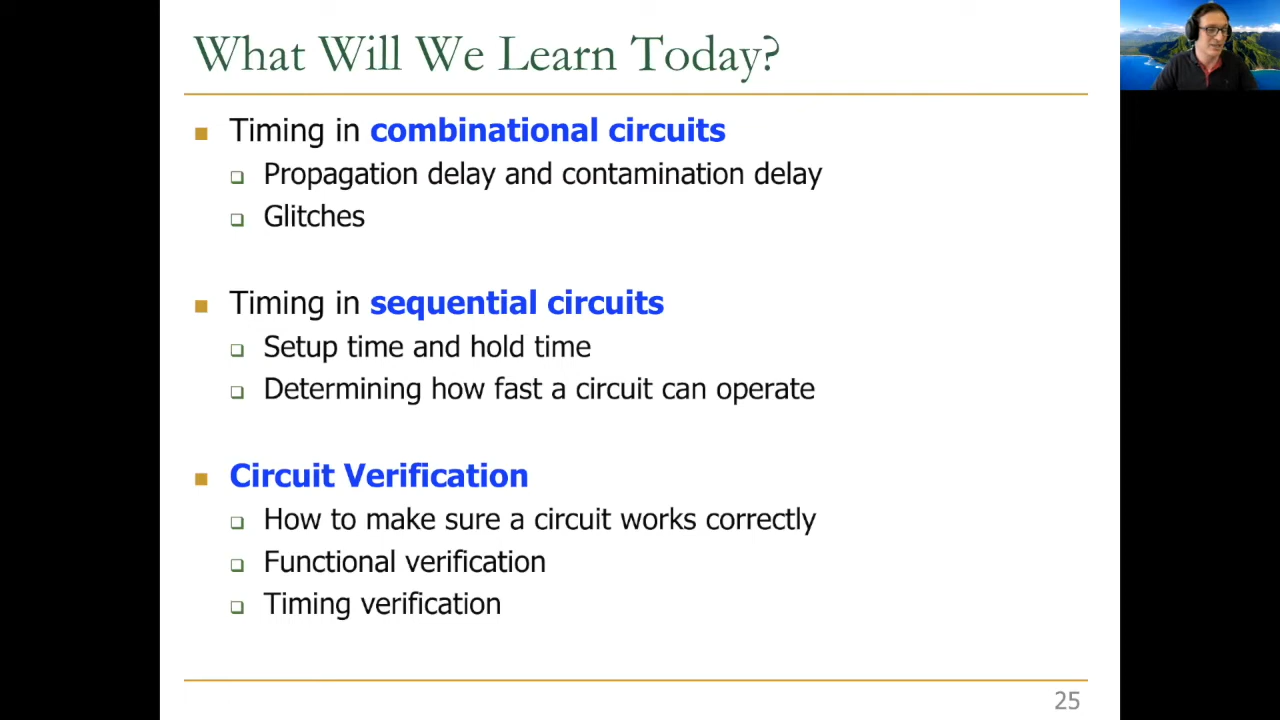 What Will We Learn Today?
Timing in combinational circuits
Propagation delay and contamination delay
Glitches
Timing in sequential circuits
Setup time and hold time
Determining how fast a circuit can operate
Circuit Verification
How to make sure a circuit works correctly
Functional verification
Timing verification
25